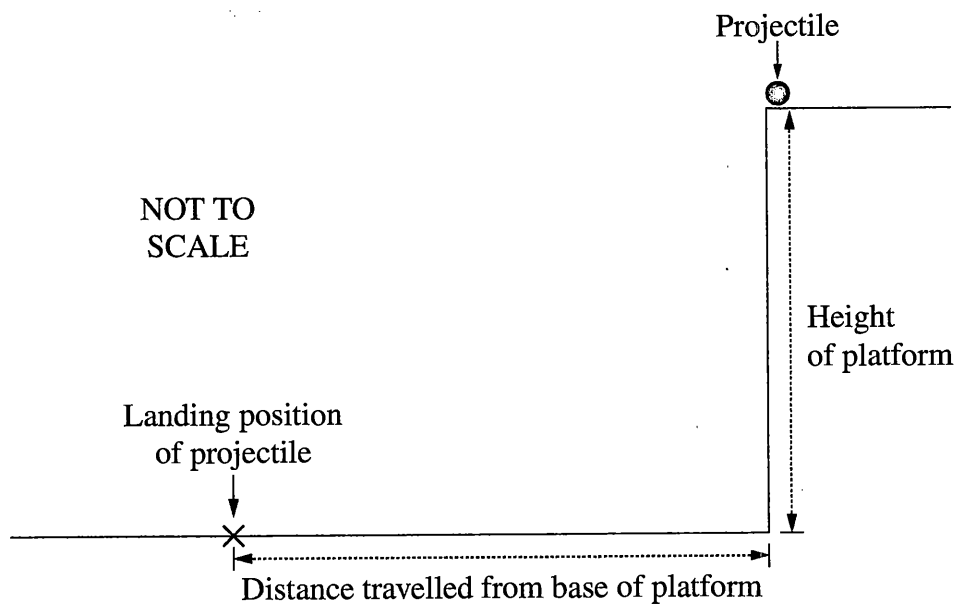 Projectile
NOT TO
SCALE
Height
of platform
Landing position
of projectile
Distance travelled from base of platform